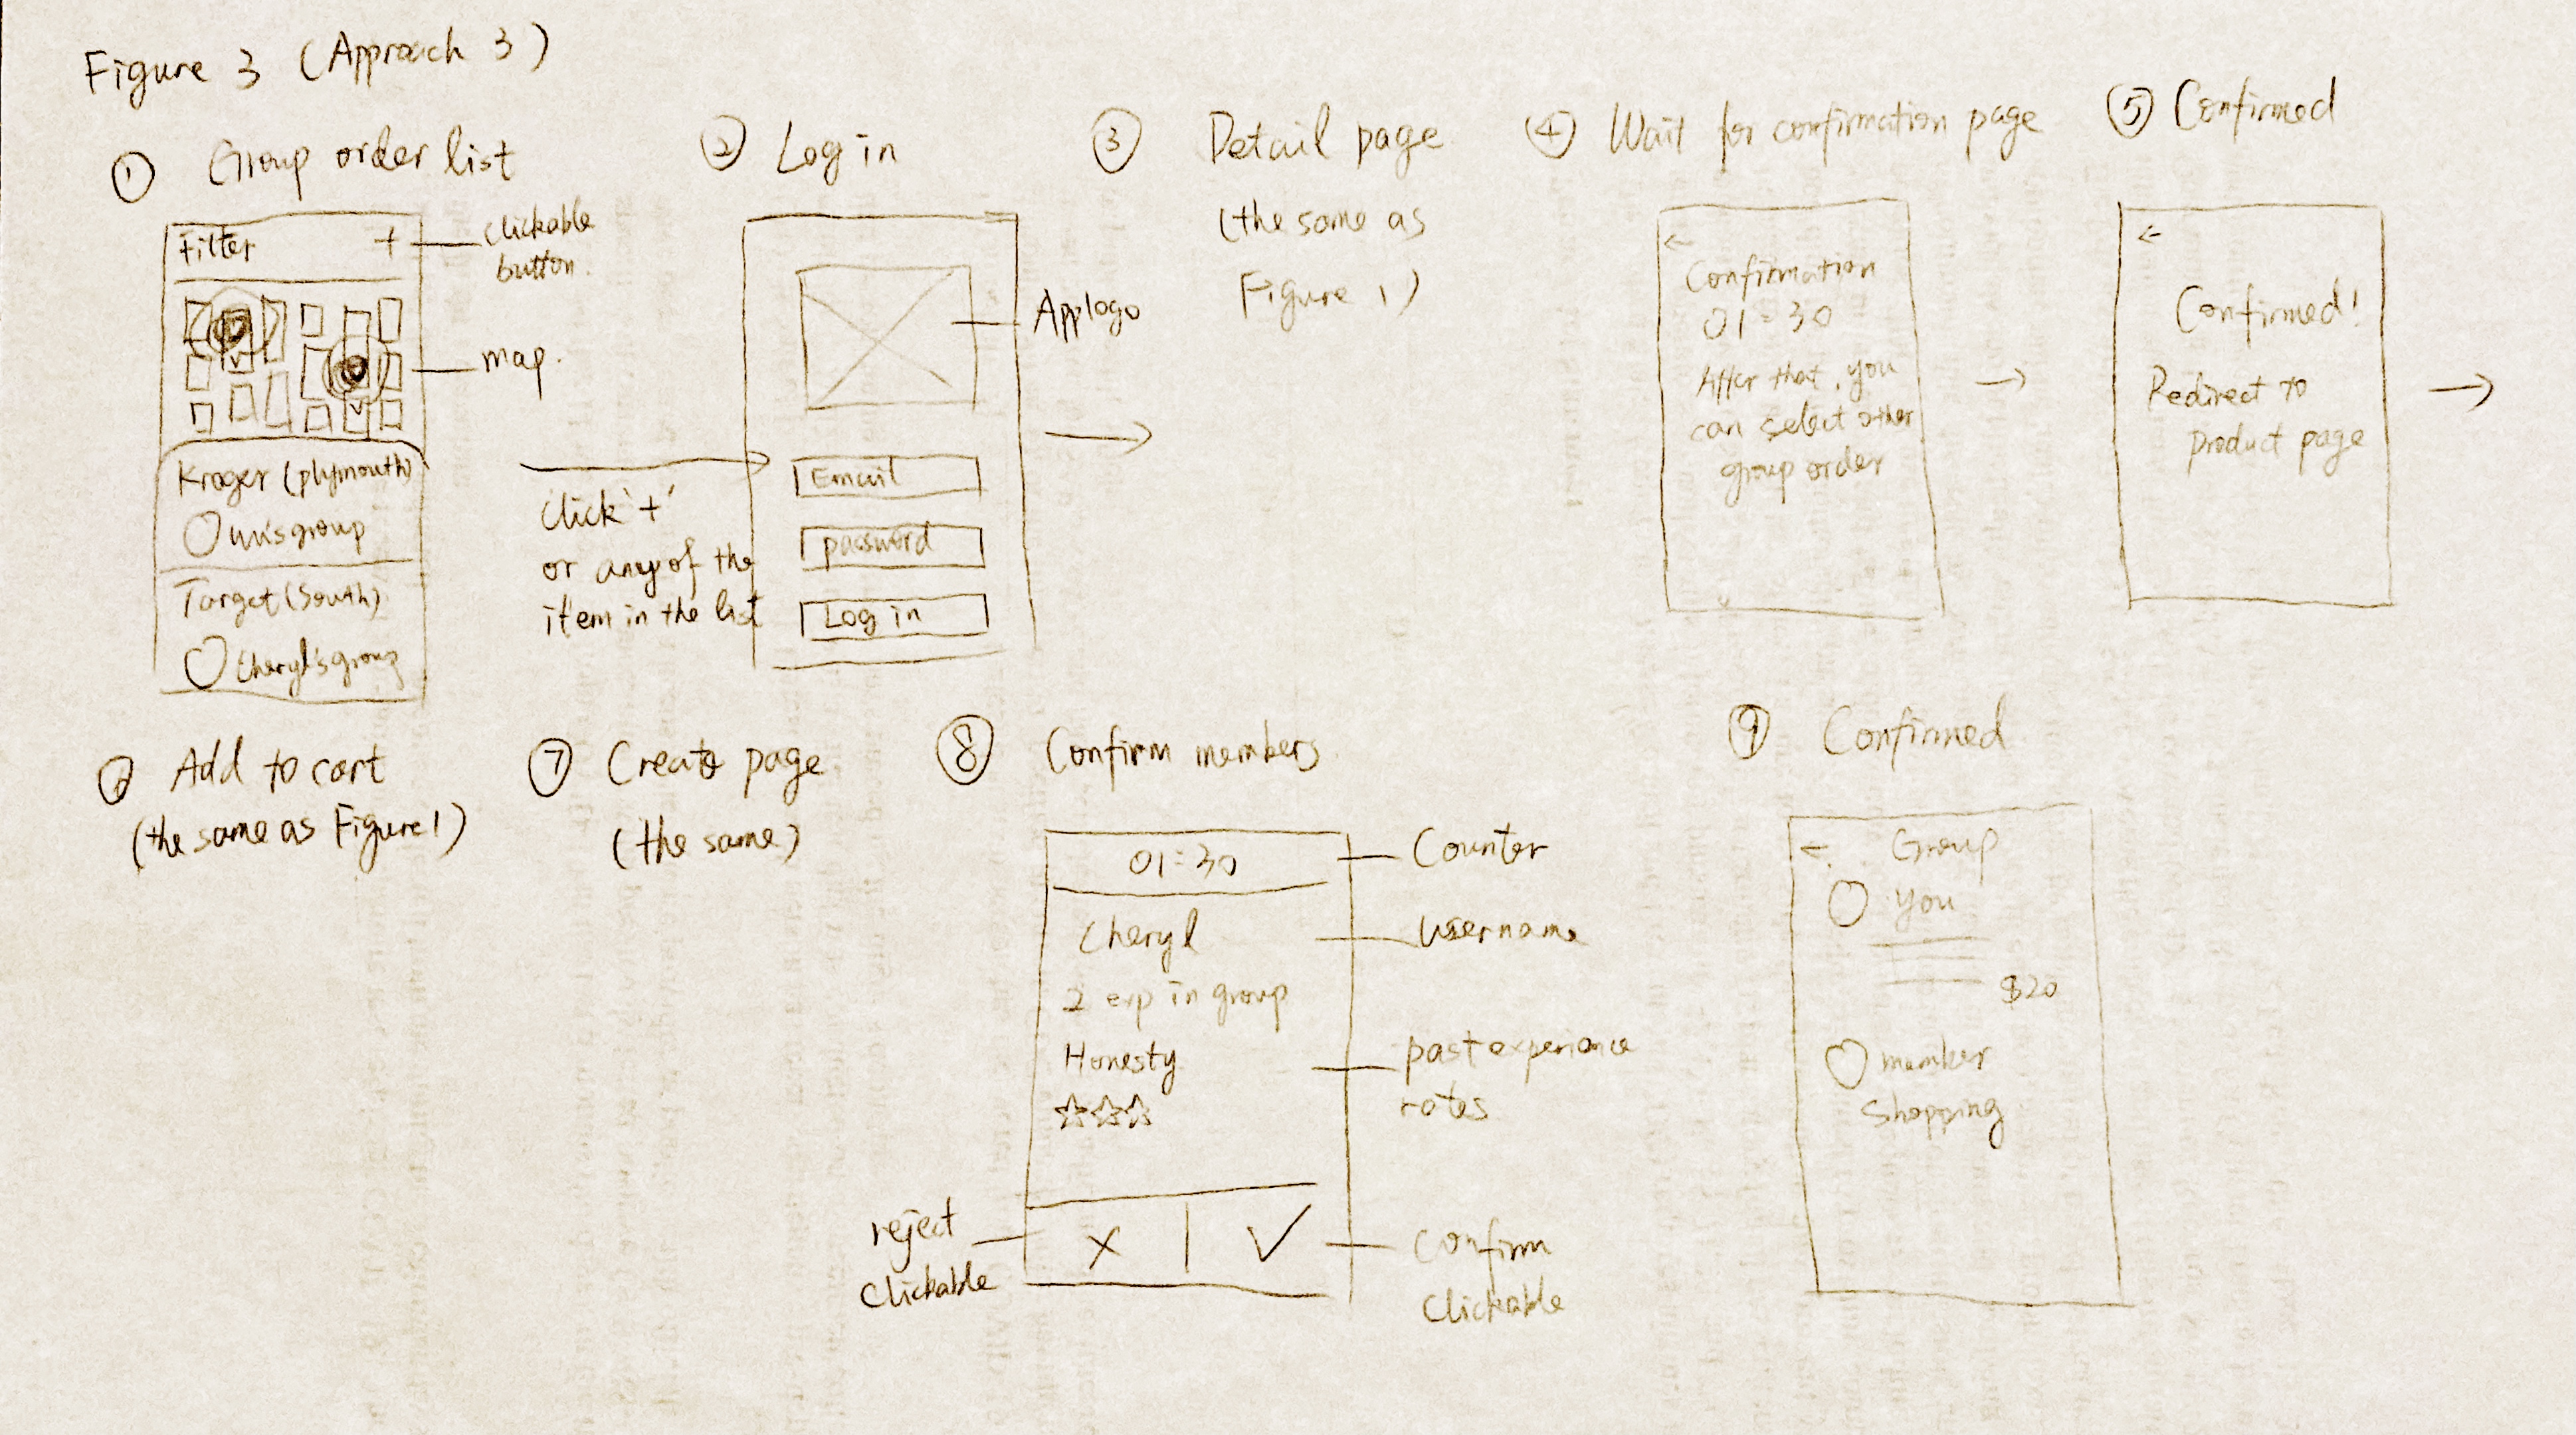 Figure 3 (Approach 3)
① Group order list
Filter +
clickable
button.
map.
Kroger (plymouth)
group
Target (South)
Cheryl's group
click '+'
or any of the
item in the list
② Log in
App logo
Email
password
Log in
③ Detail page
(the same as
Figure 1)
④ Wait for confirmation page
←
Confirmation
01:30
After that, you
can select other
group order
⑤ Confirmed
←
Confirmed!
Redirect to
product page
⑥ Add to cart
(the same as Figure 1)
⑦ Create page
(the same)
⑧ Confirm members
01:30
Counter
Cheryl
username
2 exp in group
Honesty
☆☆☆
past experience
rates
reject
clickable
X ✓
Confirm
clickable
⑨ Confirmed
← Group
you
$20
member
shopping